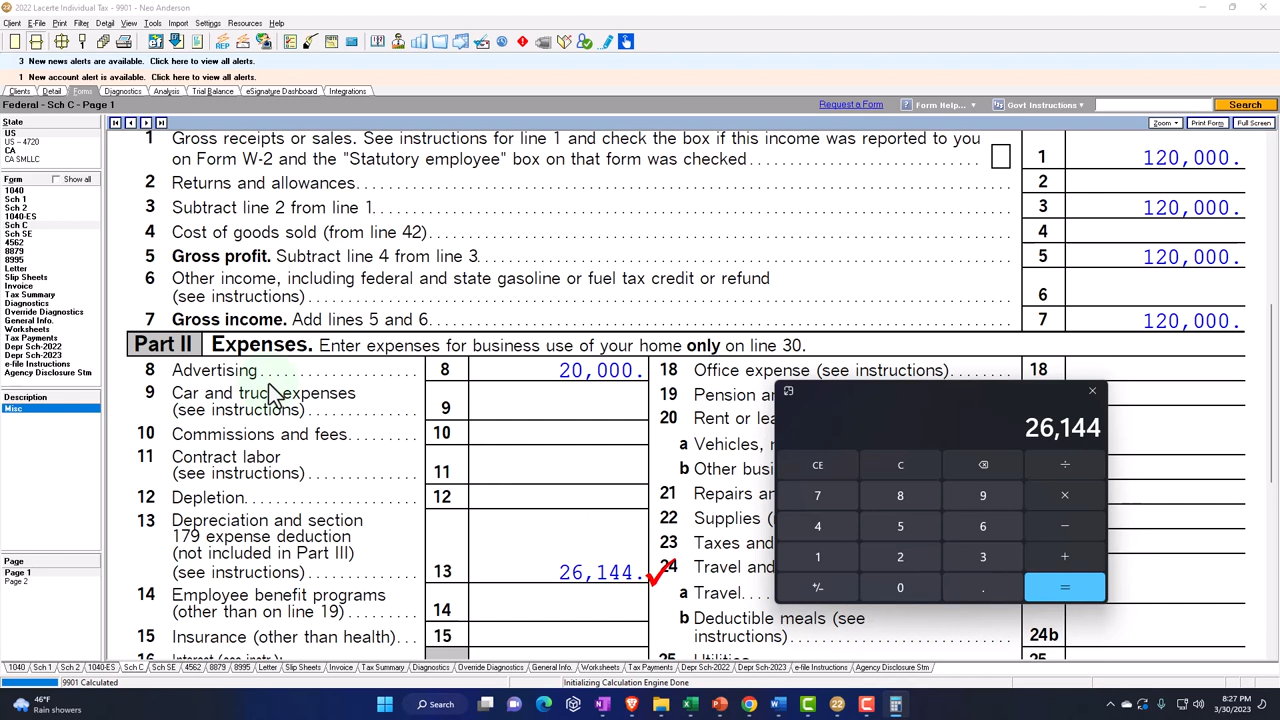 2022 Lacerte Individual Tax - 9901 - Neo Anderson
Client E-File Print Filter Detail View Tools Import Settings Resources Help
3 New news alerts are available. Click here to view all alerts.
1 New account alert is available. Click here to view all alerts.
Clients Detail Forms Diagnostics Analysis Trial Balance eSignature Dashboard Integrations
Federal - Sch C - Page 1
Request a Form Form Help... Govt Instructions Search
Zoom Print Form Full Screen
State
US
US - 4720
CA
CA SMLLC
Form Show all
1040
Sch 1
Sch 2
1040-ES
Sch C
Sch SE
4562
8879
8995
Letter
Slip Sheets
Invoice
Tax Summary
Diagnostics
Override Diagnostics
General Info.
Worksheets
Tax Payments
Depr Sch-2022
Depr Sch-2023
e-file Instructions
Agency Disclosure Stm
Description
Misc
Page
Page 1
Page 2
1 Gross receipts or sales. See instructions for line 1 and check the box if this income was reported to you
on Form W-2 and the "Statutory employee" box on that form was checked 1 120,000.
2 Returns and allowances 2
3 Subtract line 2 from line 1 3 120,000.
4 Cost of goods sold (from line 42) 4
5 Gross profit. Subtract line 4 from line 3 5 120,000.
6 Other income, including federal and state gasoline or fuel tax credit or refund
(see instructions) 6
7 Gross income. Add lines 5 and 6 7 120,000.
Part II Expenses. Enter expenses for business use of your home only on line 30.
8 Advertising 8 20,000.
9 Car and truck expenses
(see instructions) 9
10 Commissions and fees 10
11 Contract labor
(see instructions) 11
12 Depletion 12
13 Depreciation and section
179 expense deduction
(not included in Part III)
(see instructions) 13 26,144.
14 Employee benefit programs
(other than on line 19) 14
15 Insurance (other than health) 15
16 Interest (see instr.)
18 Office expense (see instructions) 18
19 Pension an
20 Rent or lea
a Vehicles,
b Other busi
21 Repairs an
22 Supplies (
23 Taxes and
24 Travel and
a Travel
b Deductible meals (see
instructions) 24b
25 Utilities 25
26,144
CE C ÷
7 8 9 ×
4 5 6 −
1 2 3 +
+/- 0 . =
1040 Sch 1 Sch 2 1040-ES Sch C Sch SE 4562 8879 8995 Letter Slip Sheets Invoice Tax Summary Diagnostics Override Diagnostics General Info. Worksheets Tax Payments Depr Sch-2022 Depr Sch-2023 e-file Instructions Agency Disclosure Stm
9901 Calculated Initializing Calculation Engine Done
46°F
Rain showers
Search
8:27 PM
3/30/2023